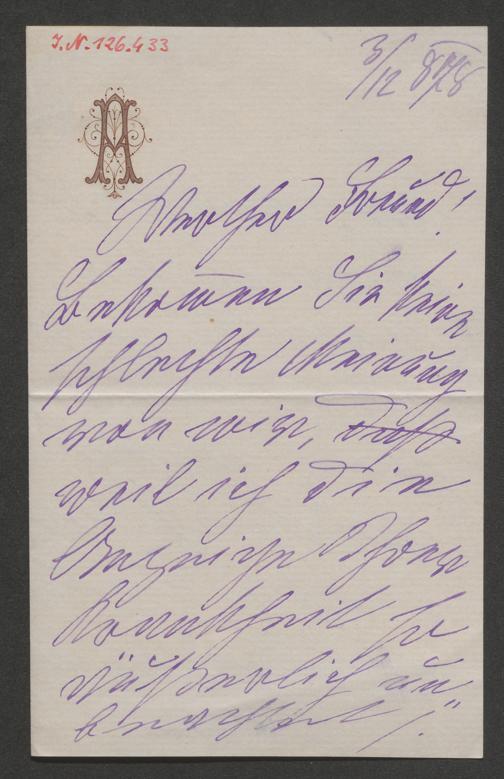 J.N. 126.433
3/12
A
Werther Freund!
Bekommen Sie keine
schlechte Meinung
von mir, daß
weil ich die
Anzeige Ihrer
Krankheit so
äußerlich un
beachtet